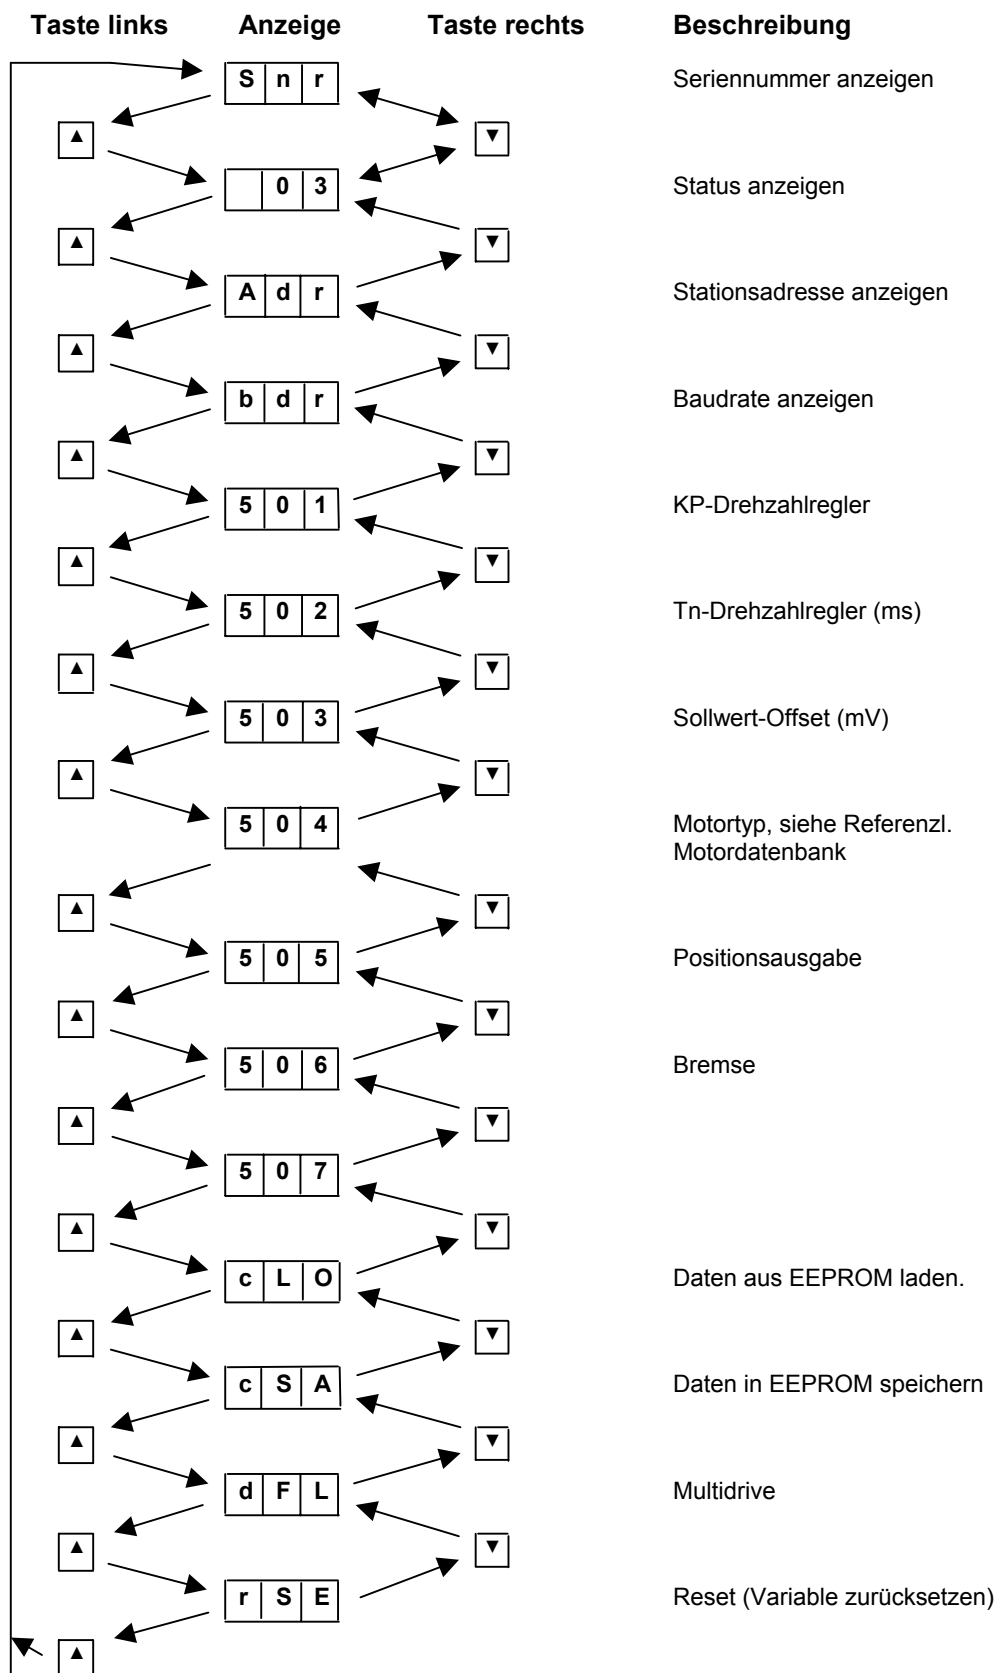 Taste links Anzeige Taste rechts Beschreibung
S n r Seriennummer anzeigen
▲ ▼
0 3 Status anzeigen
▲ ▼
A d r Stationsadresse anzeigen
▲ ▼
b d r Baudrate anzeigen
▲ ▼
5 0 1 KP-Drehzahlregler
▲ ▼
5 0 2 Tn-Drehzahlregler (ms)
▲ ▼
5 0 3 Sollwert-Offset (mV)
▲ ▼
5 0 4 Motortyp, siehe Referenzl.
Motordatenbank
▲ ▼
5 0 5 Positionsausgabe
▲ ▼
5 0 6 Bremse
▲ ▼
5 0 7
▲ ▼
c L O Daten aus EEPROM laden.
▲ ▼
c S A Daten in EEPROM speichern
▲ ▼
d F L Multidrive
▲ ▼
r S E Reset (Variable zurücksetzen)
▲